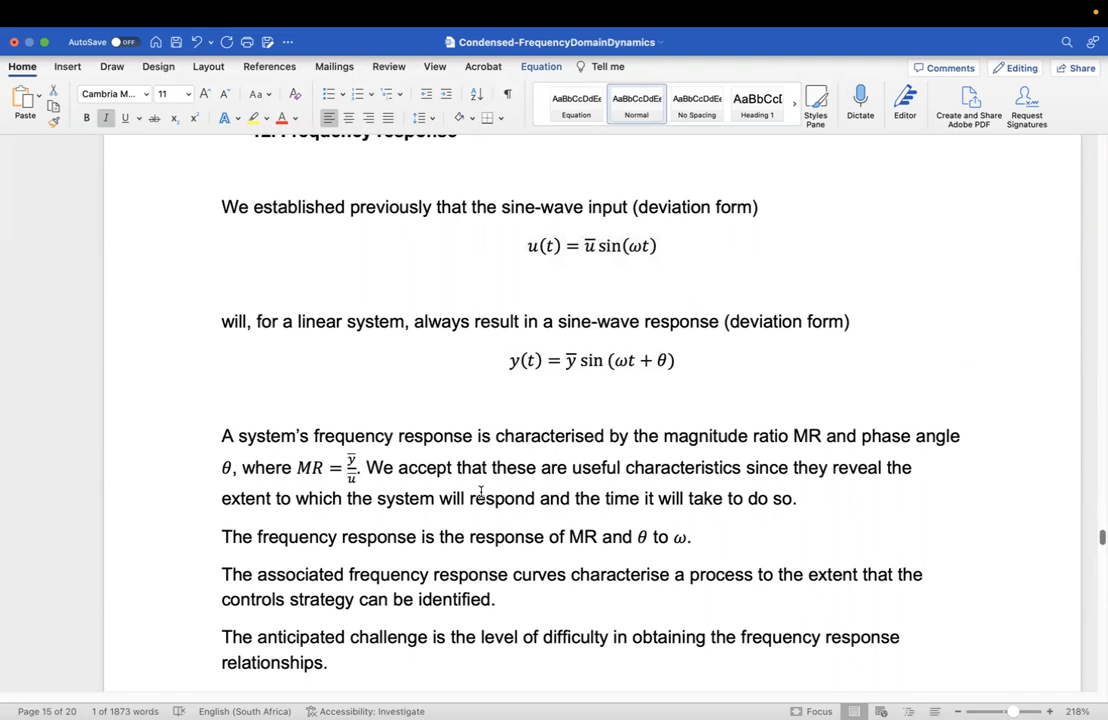 AutoSave OFF
Condensed-FrequencyDomainDynamics
Home Insert Draw Design Layout References Mailings Review View Acrobat Equation Tell me
Comments Editing Share
Paste
Cambria M... 11
AaBbCcDdEe Equation
AaBbCcDdEe Normal
AaBbCcDdEe No Spacing
AaBbCcD Heading 1
Styles Pane
Dictate
Editor
Create and Share Adobe PDF
Request Signatures
12. Frequency response
We established previously that the sine-wave input (deviation form)
u(t) = u̅ sin(ωt)
will, for a linear system, always result in a sine-wave response (deviation form)
y(t) = y̅ sin (ωt + θ)
A system's frequency response is characterised by the magnitude ratio MR and phase angle
θ, where MR = y̅/u̅. We accept that these are useful characteristics since they reveal the
extent to which the system will respond and the time it will take to do so.
The frequency response is the response of MR and θ to ω.
The associated frequency response curves characterise a process to the extent that the
controls strategy can be identified.
The anticipated challenge is the level of difficulty in obtaining the frequency response
relationships.
Page 15 of 20 1 of 1873 words English (South Africa) Accessibility: Investigate Focus 218%